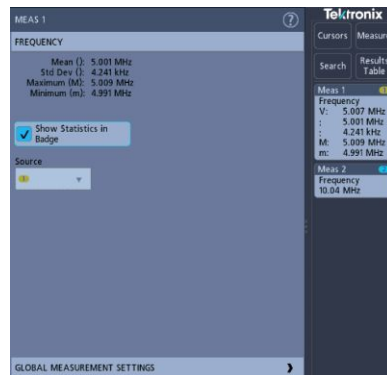 MEAS 1
?
FREQUENCY
Mean (): 5.001 MHz
Std Dev (): 4.241 kHz
Maximum (M): 5.009 MHz
Minimum (m): 4.991 MHz
Show Statistics in
Badge
Source
GLOBAL MEASUREMENT SETTINGS
Tektronix
Cursors
Measure
Search
Results
Table
Meas 1
Frequency
V: 5.007 MHz
: 5.001 MHz
: 4.241 kHz
M: 5.009 MHz
m: 4.991 MHz
Meas 2
Frequency
10.04 MHz